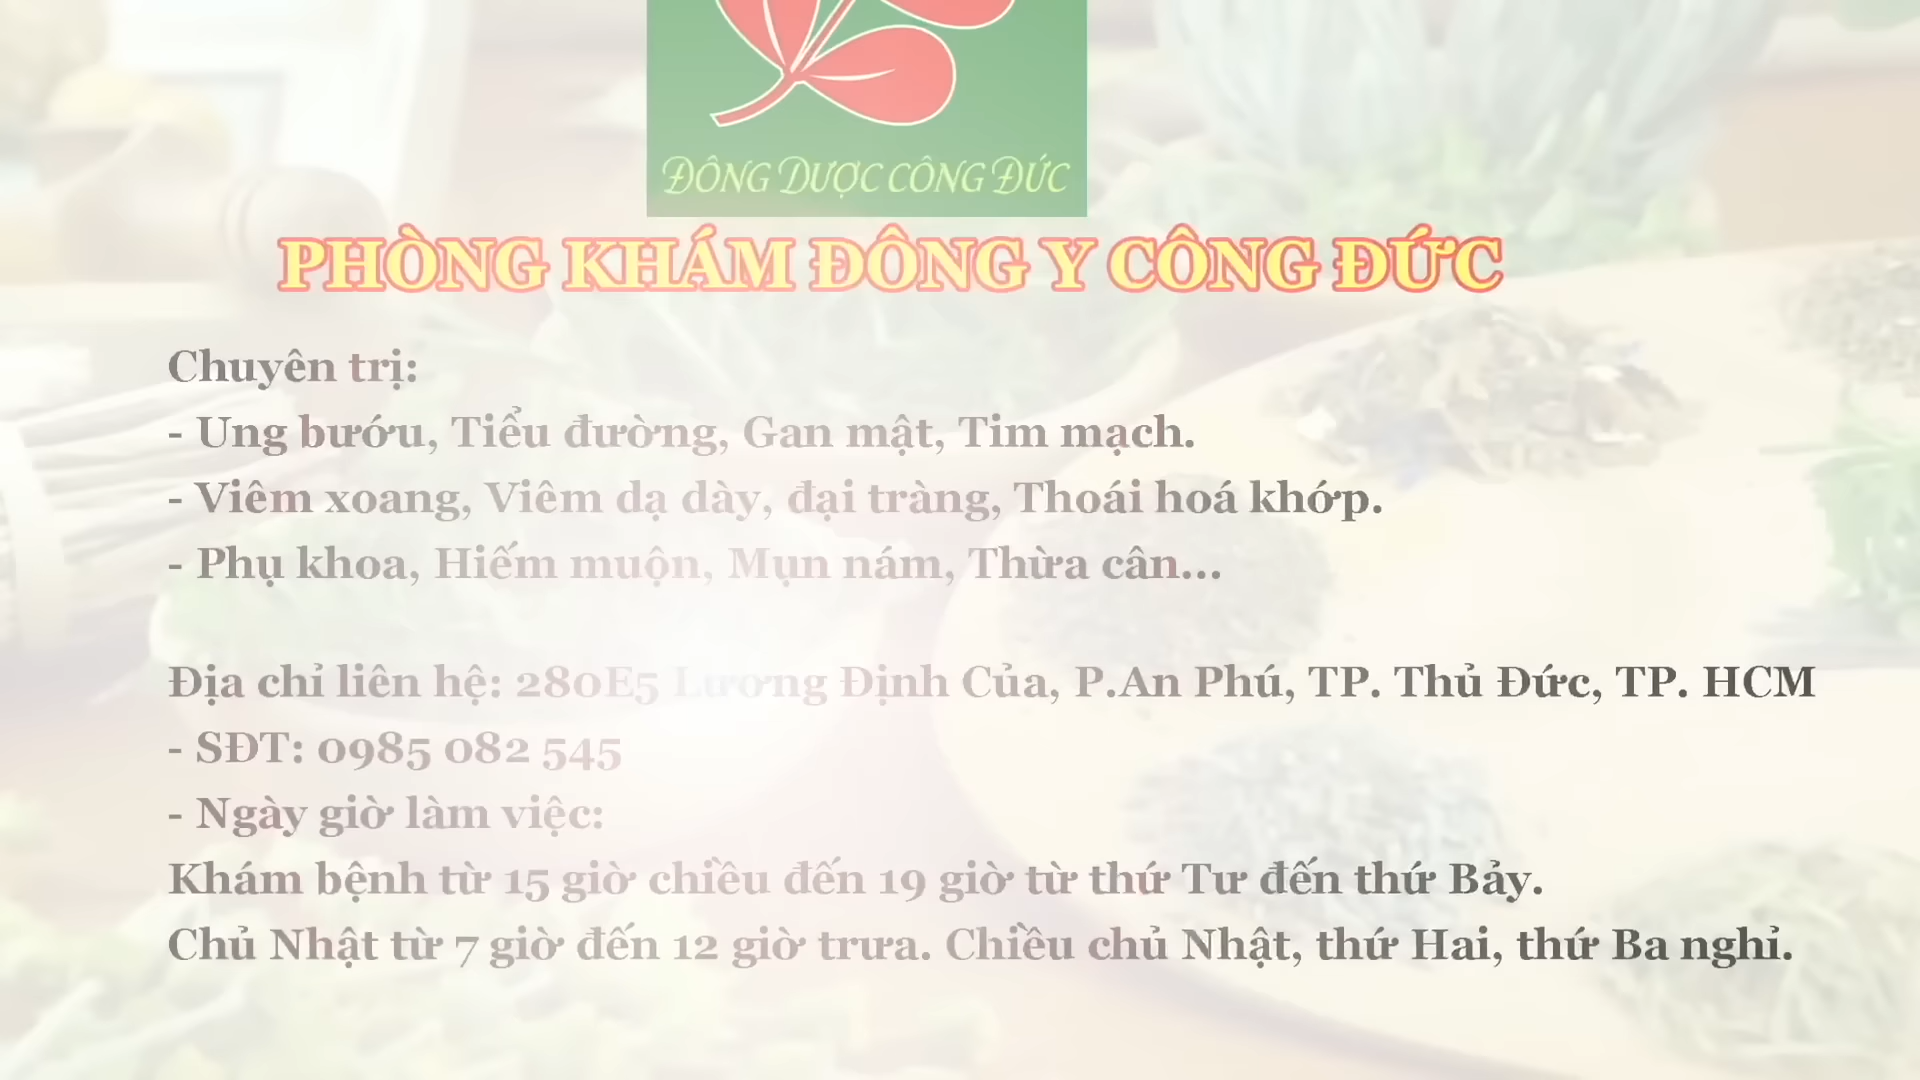 ĐÔNG DƯỢC CÔNG ĐỨC
PHÒNG KHÁM ĐÔNG Y CÔNG ĐỨC
Chuyên trị:
- Ung bướu, Tiểu đường, Gan mật, Tim mạch.
- Viêm xoang, Viêm dạ dày, đại tràng, Thoái hoá khớp.
- Phụ khoa, Hiếm muộn, Mụn nám, Thừa cân...
Địa chỉ liên hệ: 280E5 Lương Định Của, P.An Phú, TP. Thủ Đức, TP. HCM
- SĐT: 0985 082 545
- Ngày giờ làm việc:
Khám bệnh từ 15 giờ chiều đến 19 giờ từ thứ Tư đến thứ Bảy.
Chủ Nhật từ 7 giờ đến 12 giờ trưa. Chiều chủ Nhật, thứ Hai, thứ Ba nghỉ.